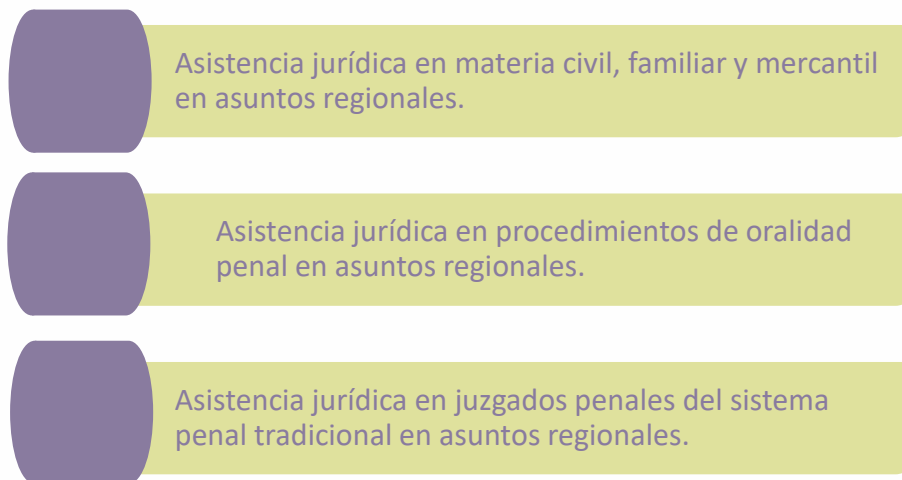 Asistencia jurídica en materia civil, familiar y mercantil
en asuntos regionales.
Asistencia jurídica en procedimientos de oralidad
penal en asuntos regionales.
Asistencia jurídica en juzgados penales del sistema
penal tradicional en asuntos regionales.